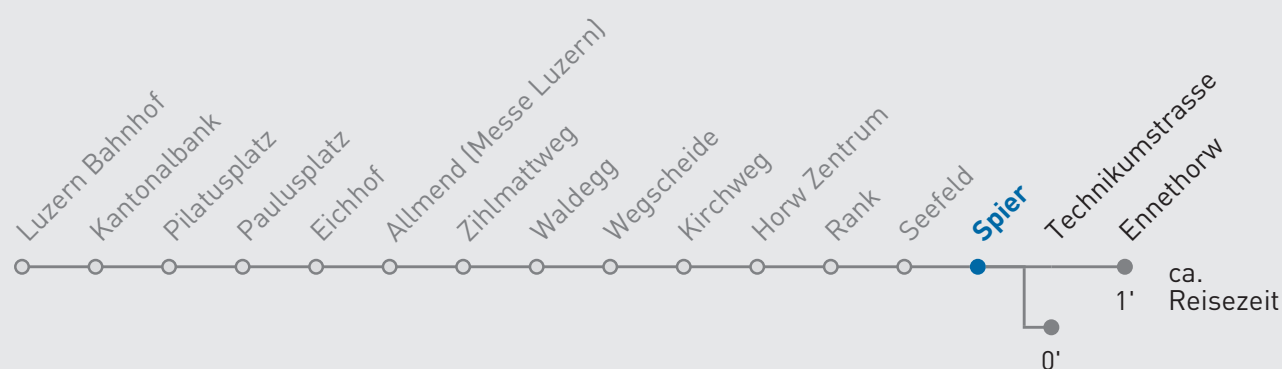 Luzern Bahnhof
Kantonalbank
Pilatusplatz
Paulusplatz
Eichhof
Allmend (Messe Luzern)
Zihlmattweg
Waldegg
Wegscheide
Kirchweg
Horw Zentrum
Rank
Seefeld
Spier
Technikumstrasse
Ennethorw
1'
ca.
Reisezeit
0'